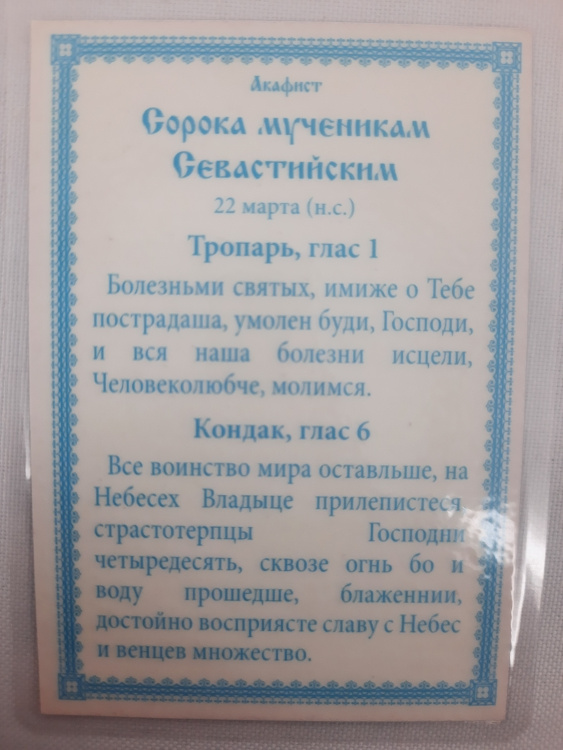 Акафист
Сорока мученикам
Севастийским
22 марта (н.с.)
Тропарь, глас 1
Болезньми святых, имиже о Тебе
пострадаша, умолен буди, Господи,
и вся наша болезни исцели,
Человеколюбче, молимся.
Кондак, глас 6
Все воинство мира оставльше, на
Небесех Владыце прилепистеся,
страстотерпцы Господни
четыредесять, сквозе огнь бо и
воду прошедше, блаженнии,
достойно восприясте славу с Небес
и венцев множество.